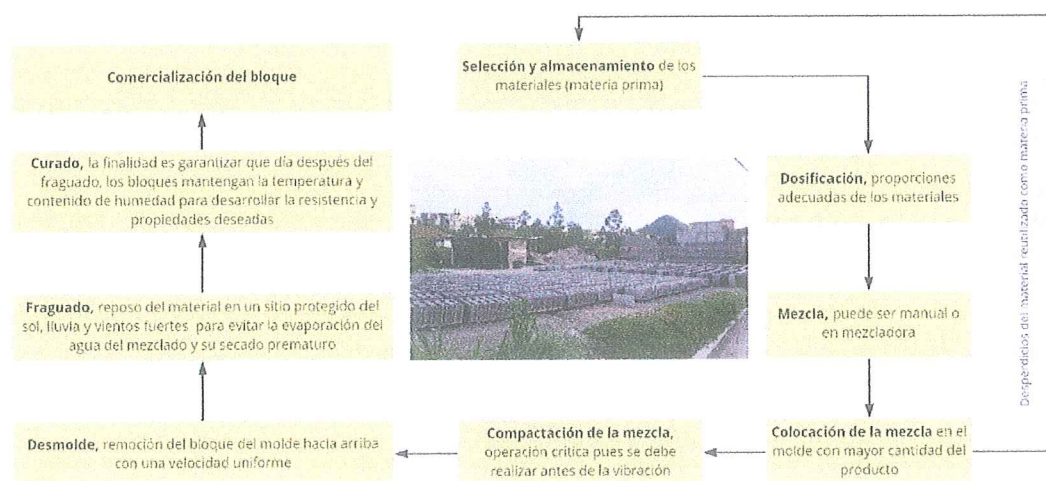 Selección y almacenamiento de los
materiales (materia prima)
Dosificación, proporciones
adecuadas de los materiales
Mezcla, puede ser manual o
en mezcladora
Colocación de la mezcla en el
molde con mayor cantidad del
producto
Desperdicios del material reutilizado como materia prima
Compactación de la mezcla,
operación crítica pues se debe
realizar antes de la vibración
Desmolde, remoción del bloque del molde hacia arriba
con una velocidad uniforme
Fraguado, reposo del material en un sitio protegido del
sol, lluvia y vientos fuertes para evitar la evaporación del
agua del mezclado y su secado prematuro
Curado, la finalidad es garantizar que día después del
fraguado, los bloques mantengan la temperatura y
contenido de humedad para desarrollar la resistencia y
propiedades deseadas
Comercialización del bloque